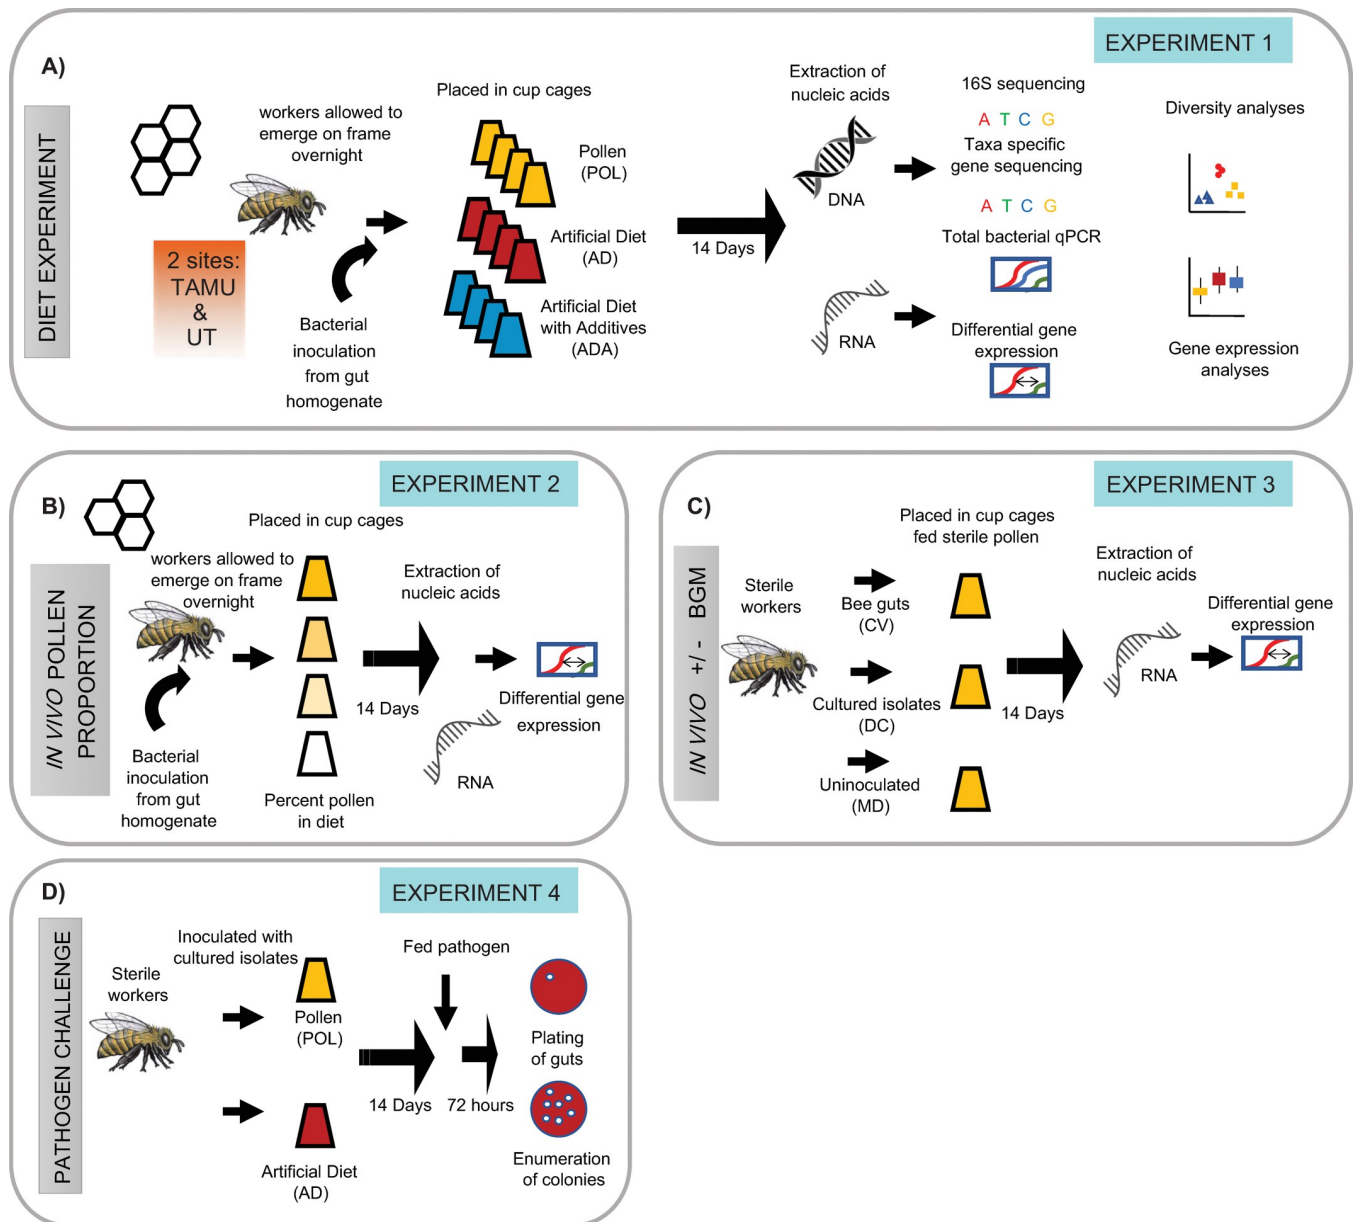 EXPERIMENT 1
A)
DIET EXPERIMENT
workers allowed to
emerge on frame
overnight
2 sites:
TAMU
&
UT
Bacterial
inoculation
from gut
homogenate
Placed in cup cages
Pollen
(POL)
Artificial Diet
(AD)
Artificial Diet
with Additives
(ADA)
14 Days
Extraction of
nucleic acids
DNA
RNA
16S sequencing
A T C G
Taxa specific
gene sequencing
A T C G
Total bacterial qPCR
Differential gene
expression
Diversity analyses
Gene expression
analyses
EXPERIMENT 2
B)
IN VIVO POLLEN
PROPORTION
workers allowed to
emerge on frame
overnight
Bacterial
inoculation
from gut
homogenate
Placed in cup cages
Percent pollen
in diet
14 Days
Extraction of
nucleic acids
RNA
Differential gene
expression
EXPERIMENT 3
C)
IN VIVO +/- BGM
Sterile
workers
Bee guts
(CV)
Cultured isolates
(DC)
Uninoculated
(MD)
Placed in cup cages
fed sterile pollen
14 Days
Extraction of
nucleic acids
RNA
Differential gene
expression
EXPERIMENT 4
D)
PATHOGEN CHALLENGE
Sterile
workers
Inoculated with
cultured isolates
Pollen
(POL)
Artificial Diet
(AD)
14 Days
Fed pathogen
72 hours
Plating
of guts
Enumeration
of colonies